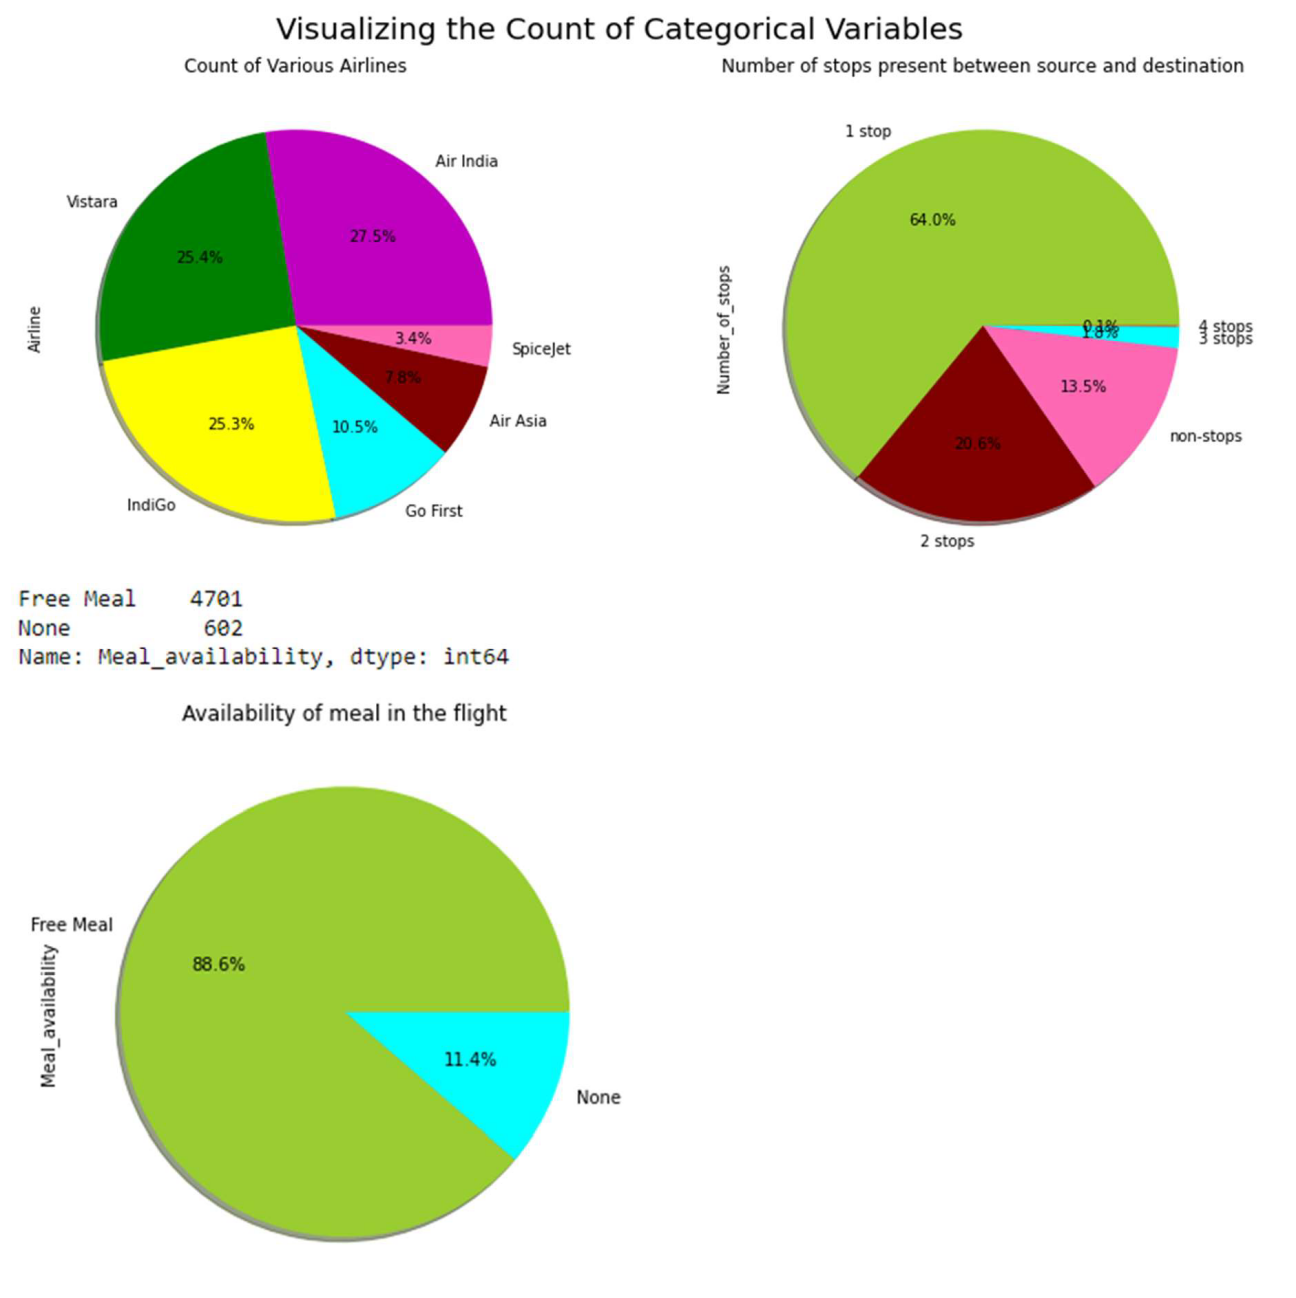 Visualizing the Count of Categorical Variables
Count of Various Airlines
Air India
Vistara
27.5%
25.4%
Airline
3.4%
SpiceJet
7.8%
Air Asia
25.3%
10.5%
IndiGo
Go First
Number of stops present between source and destination
1 stop
64.0%
Number_of_stops
0.1%
4 stops
1.8%
3 stops
13.5%
non-stops
20.6%
2 stops
Free Meal 4701
None 602
Name: Meal_availability, dtype: int64
Availability of meal in the flight
Free Meal
88.6%
Meal_availability
11.4%
None